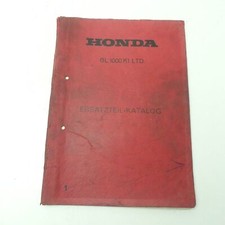 HONDA
GL 1000 K1 LTD
ERSATZTEILKATALOG